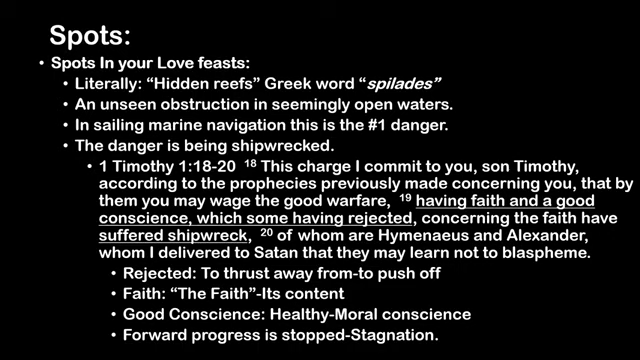 Spots:
• Spots In your Love feasts:
• Literally: “Hidden reefs” Greek word “spilades”
• An unseen obstruction in seemingly open waters.
• In sailing marine navigation this is the #1 danger.
• The danger is being shipwrecked.
• 1 Timothy 1:18-20 18 This charge I commit to you, son Timothy,
according to the prophecies previously made concerning you, that by
them you may wage the good warfare, 19 having faith and a good
conscience, which some having rejected, concerning the faith have
suffered shipwreck, 20 of whom are Hymenaeus and Alexander,
whom I delivered to Satan that they may learn not to blaspheme.
• Rejected: To thrust away from-to push off
• Faith: “The Faith”-Its content
• Good Conscience: Healthy-Moral conscience
• Forward progress is stopped-Stagnation.